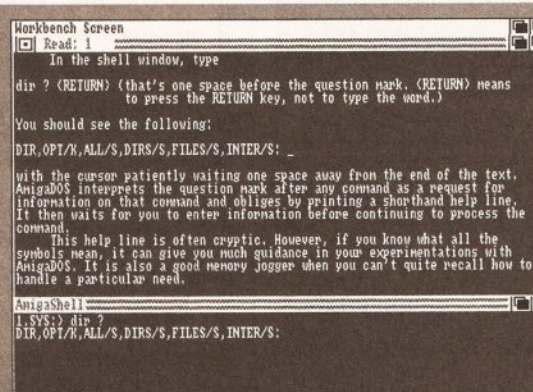 Workbench Screen
Read: 1
In the shell window, type
dir ? <RETURN> (that's one space before the question mark. <RETURN> means
to press the RETURN key, not to type the word.)
You should see the following:
DIR,OPT/K,ALL/S,DIRS/S,FILES/S,INTER/S: _
with the cursor patiently waiting one space away from the end of the text.
AmigaDOS interprets the question mark after any command as a request for
information on that command and obliges by printing a shorthand help line.
It then waits for you to enter information before continuing to process the
command.
This help line is often cryptic. However, if you know what all the
symbols mean, it can give you much guidance in your experimentations with
AmigaDOS. It is also a good memory jogger when you can't quite recall how to
handle a particular need.
AmigaShell
1.SYS:> dir ?
DIR,OPT/K,ALL/S,DIRS/S,FILES/S,INTER/S: